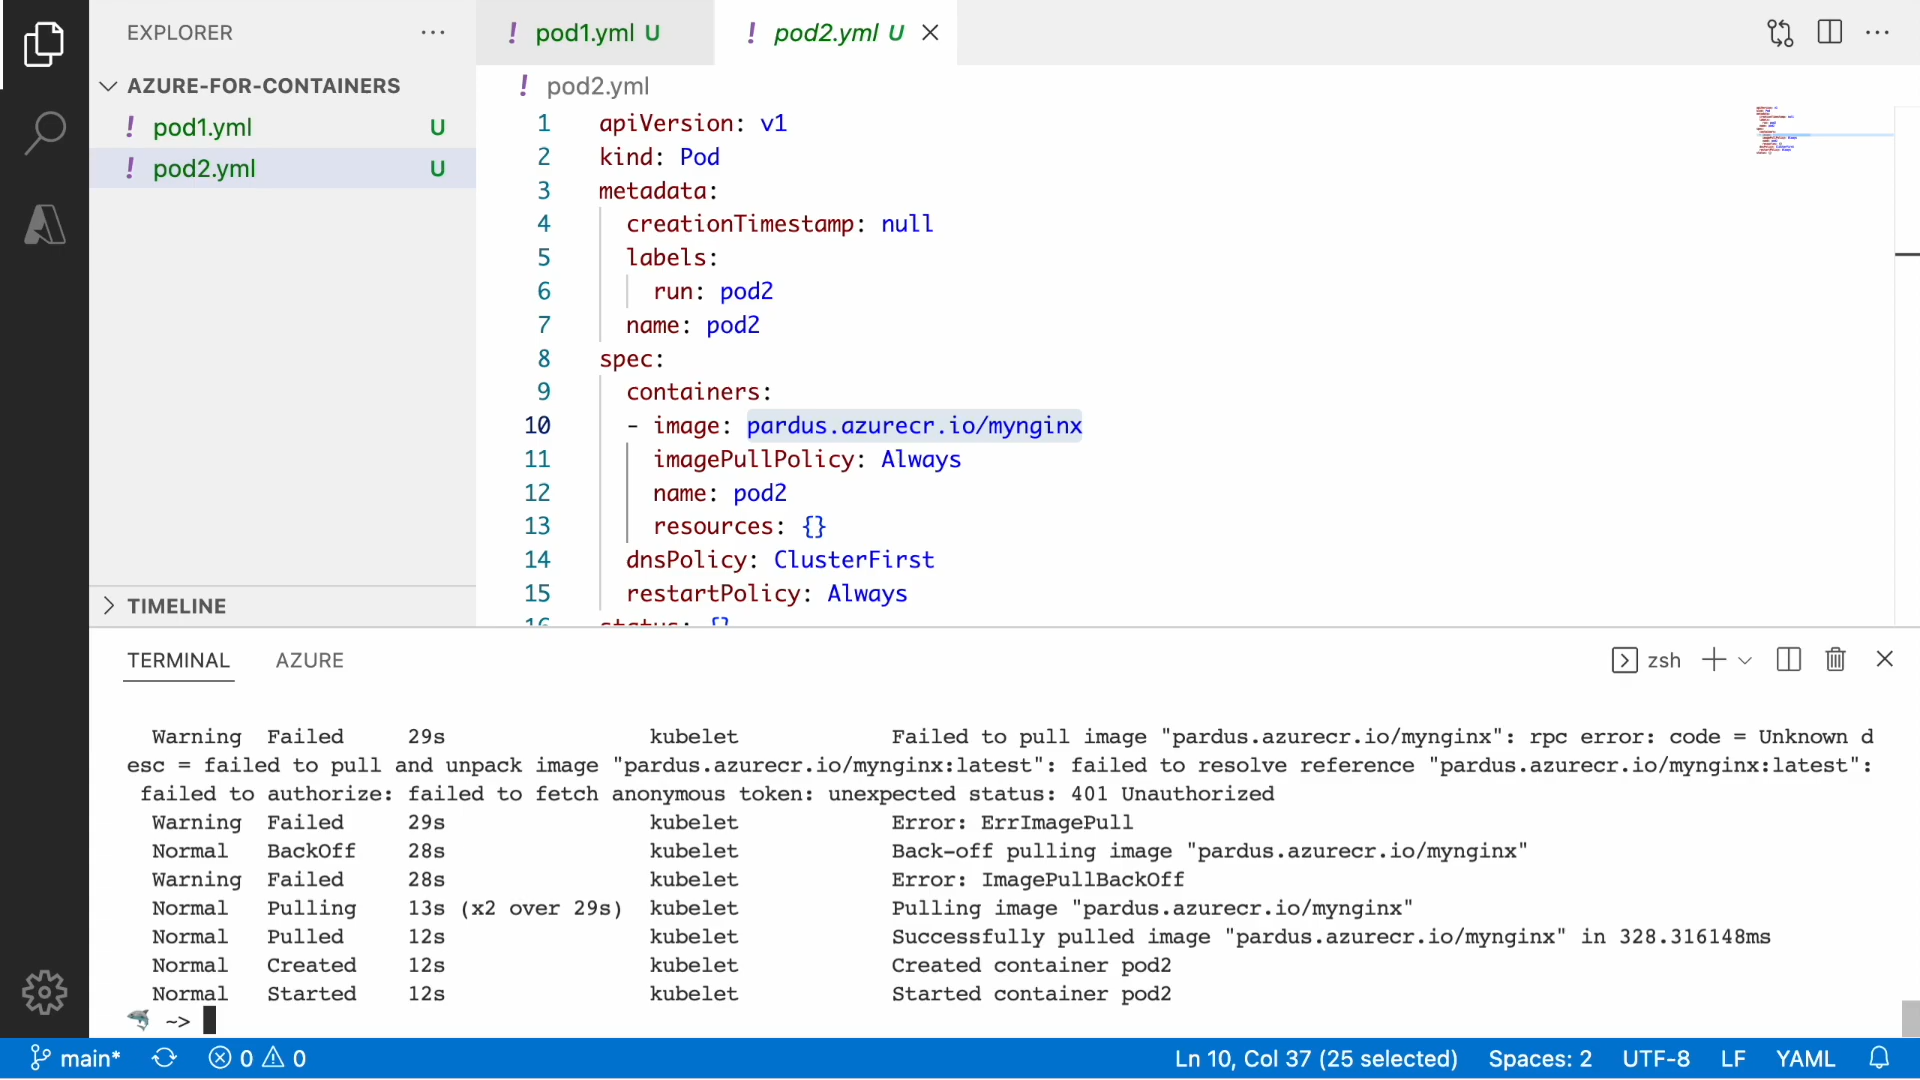 EXPLORER
AZURE-FOR-CONTAINERS
! pod1.yml U
! pod2.yml U
TIMELINE
! pod1.yml U
! pod2.yml U
! pod2.yml
1 apiVersion: v1
2 kind: Pod
3 metadata:
4 creationTimestamp: null
5 labels:
6 run: pod2
7 name: pod2
8 spec:
9 containers:
10 - image: pardus.azurecr.io/mynginx
11 imagePullPolicy: Always
12 name: pod2
13 resources: {}
14 dnsPolicy: ClusterFirst
15 restartPolicy: Always
16 status: {}
TERMINAL AZURE
zsh
Warning Failed 29s kubelet Failed to pull image "pardus.azurecr.io/mynginx": rpc error: code = Unknown d
esc = failed to pull and unpack image "pardus.azurecr.io/mynginx:latest": failed to resolve reference "pardus.azurecr.io/mynginx:latest":
failed to authorize: failed to fetch anonymous token: unexpected status: 401 Unauthorized
Warning Failed 29s kubelet Error: ErrImagePull
Normal BackOff 28s kubelet Back-off pulling image "pardus.azurecr.io/mynginx"
Warning Failed 28s kubelet Error: ImagePullBackOff
Normal Pulling 13s (x2 over 29s) kubelet Pulling image "pardus.azurecr.io/mynginx"
Normal Pulled 12s kubelet Successfully pulled image "pardus.azurecr.io/mynginx" in 328.316148ms
Normal Created 12s kubelet Created container pod2
Normal Started 12s kubelet Started container pod2
~>
main* 0 0 Ln 10, Col 37 (25 selected) Spaces: 2 UTF-8 LF YAML